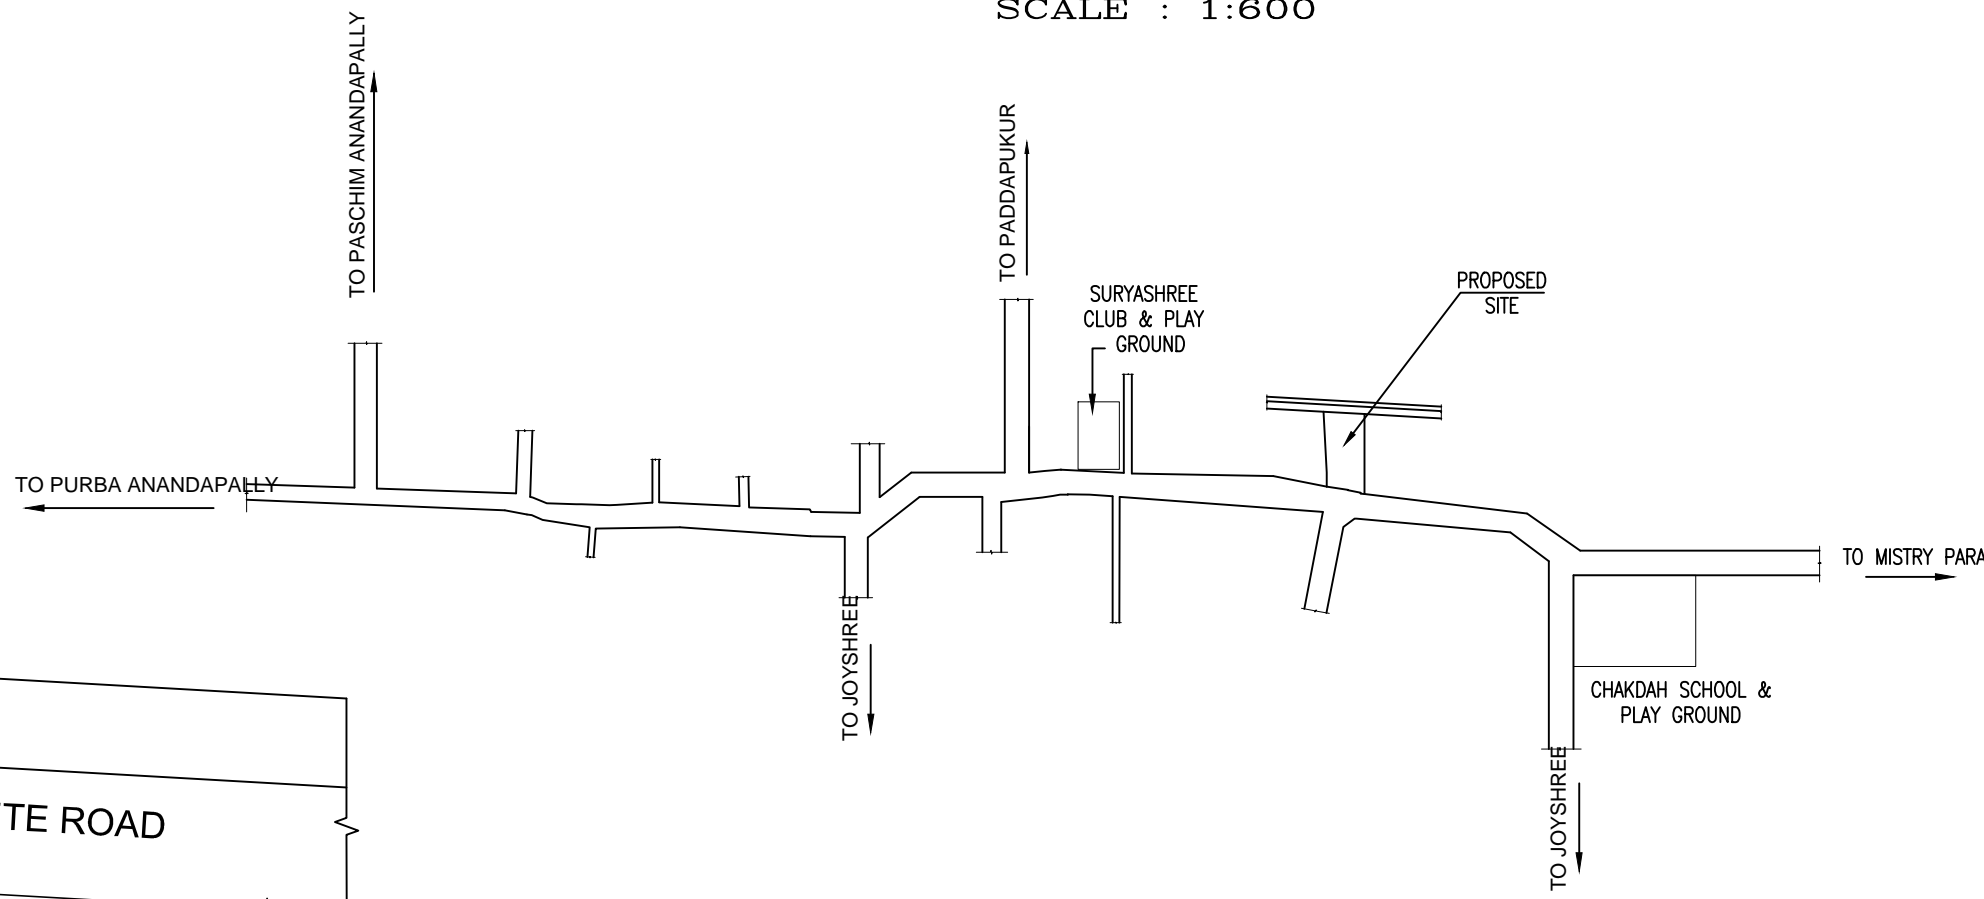 SCALE : 1:600
TO PASCHIM ANANDAPALLY
TO PADDAPUKUR
PROPOSED
SITE
SURYASHREE
CLUB & PLAY
GROUND
TO PURBA ANANDAPALLY
TO MISTRY PARA
TO JOYSHREE
CHAKDAH SCHOOL &
PLAY GROUND
TO JOYSHREE
ROAD